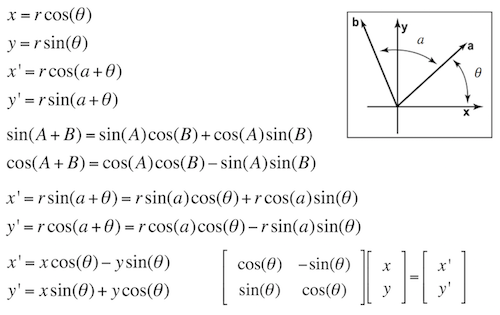 x = r cos(θ)
y = r sin(θ)
x' = r cos(a + θ)
y' = r sin(a + θ)
sin(A + B) = sin(A)cos(B) + cos(A)sin(B)
cos(A + B) = cos(A)cos(B) − sin(A)sin(B)
x' = r sin(a + θ) = r sin(a)cos(θ) + r cos(a)sin(θ)
y' = r cos(a + θ) = r cos(a)cos(θ) − r sin(a)sin(θ)
x' = x cos(θ) − y sin(θ)
y' = x sin(θ) + y cos(θ)
[ cos(θ) −sin(θ) ] [ x ] = [ x' ]
[ sin(θ) cos(θ) ] [ y ] [ y' ]
b y a a
θ
x